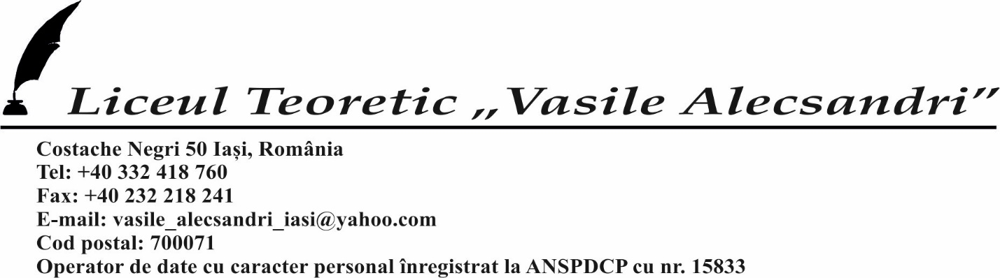 Liceul Teoretic „Vasile Alecsandri”
Costache Negri 50 Iași, România
Tel: +40 332 418 760
Fax: +40 232 218 241
E-mail: vasile_alecsandri_iasi@yahoo.com
Cod postal: 700071
Operator de date cu caracter personal înregistrat la ANSPDCP cu nr. 15833